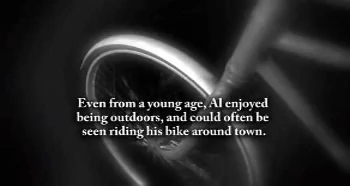 Even from a young age, Al enjoyed
being outdoors, and could often be
seen riding his bike around town.